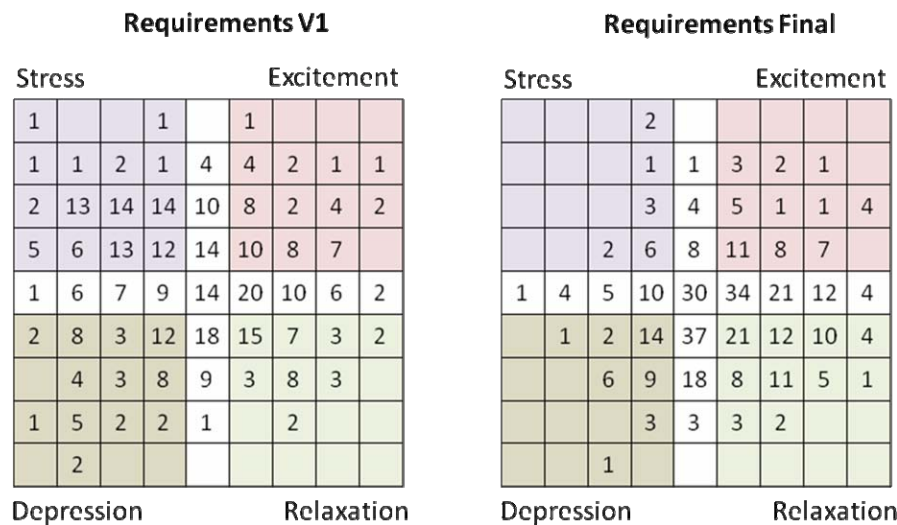 Requirements V1
Requirements Final
Stress Excitement
Stress Excitement
1 1 1
1 1 2 1 4 4 2 1 1
2 13 14 14 10 8 2 4 2
5 6 13 12 14 10 8 7
1 6 7 9 14 20 10 6 2
2 8 3 12 18 15 7 3 2
4 3 8 9 3 8 3
1 5 2 2 1 2
2
2
1 1 3 2 1
3 4 5 1 1 4
2 6 8 11 8 7
1 4 5 10 30 34 21 12 4
1 2 14 37 21 12 10 4
6 9 18 8 11 5 1
3 3 3 2
1
Depression Relaxation
Depression Relaxation